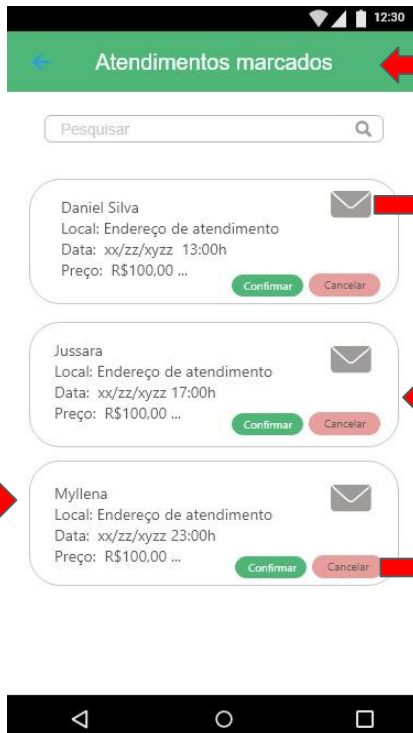 12:30
Atendimentos marcados
Pesquisar
Daniel Silva
Local: Endereço de atendimento
Data: xx/zz/xyzz 13:00h
Preço: R$100,00 ...
Confirmar Cancelar
Jussara
Local: Endereço de atendimento
Data: xx/zz/xyzz 17:00h
Preço: R$100,00 ...
Confirmar Cancelar
Myllena
Local: Endereço de atendimento
Data: xx/zz/xyzz 23:00h
Preço: R$100,00 ...
Confirmar Cancelar